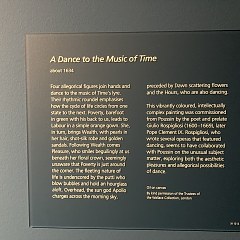 A Dance to the Music of Time
about 1634
Four allegorical figures join hands and
dance to the music of Time's lyre.
Their rhythmic roundel emphasises
how the cycle of life circles from one
state to the next. Poverty, barefoot
in green with his back to us, leads to
Labour in a simple orange gown. She,
in turn, brings Wealth, with pearls in
her hair, shot-silk robe and golden
sandals. Following Wealth comes
Pleasure, who smiles beguilingly at us
beneath her floral crown, seemingly
unaware that Poverty is just around
the corner. The fleeting nature of
life is underscored by the putti who
blow bubbles and hold an hourglass
aloft. Overhead, the sun god Apollo
charges across the morning sky,
preceded by Dawn scattering flowers
and the Hours, who are also dancing.
This vibrantly coloured, intellectually
complex painting was commissioned
from Poussin by the poet and prelate
Giulio Rospigliosi (1600–1669), later
Pope Clement IX. Rospigliosi, who
wrote several operas that featured
dancing, seems to have collaborated
with Poussin on the unusual subject
matter, exploring both the aesthetic
pleasures and allegorical possibilities
of dance.
Oil on canvas
By kind permission of the Trustees of
the Wallace Collection, London